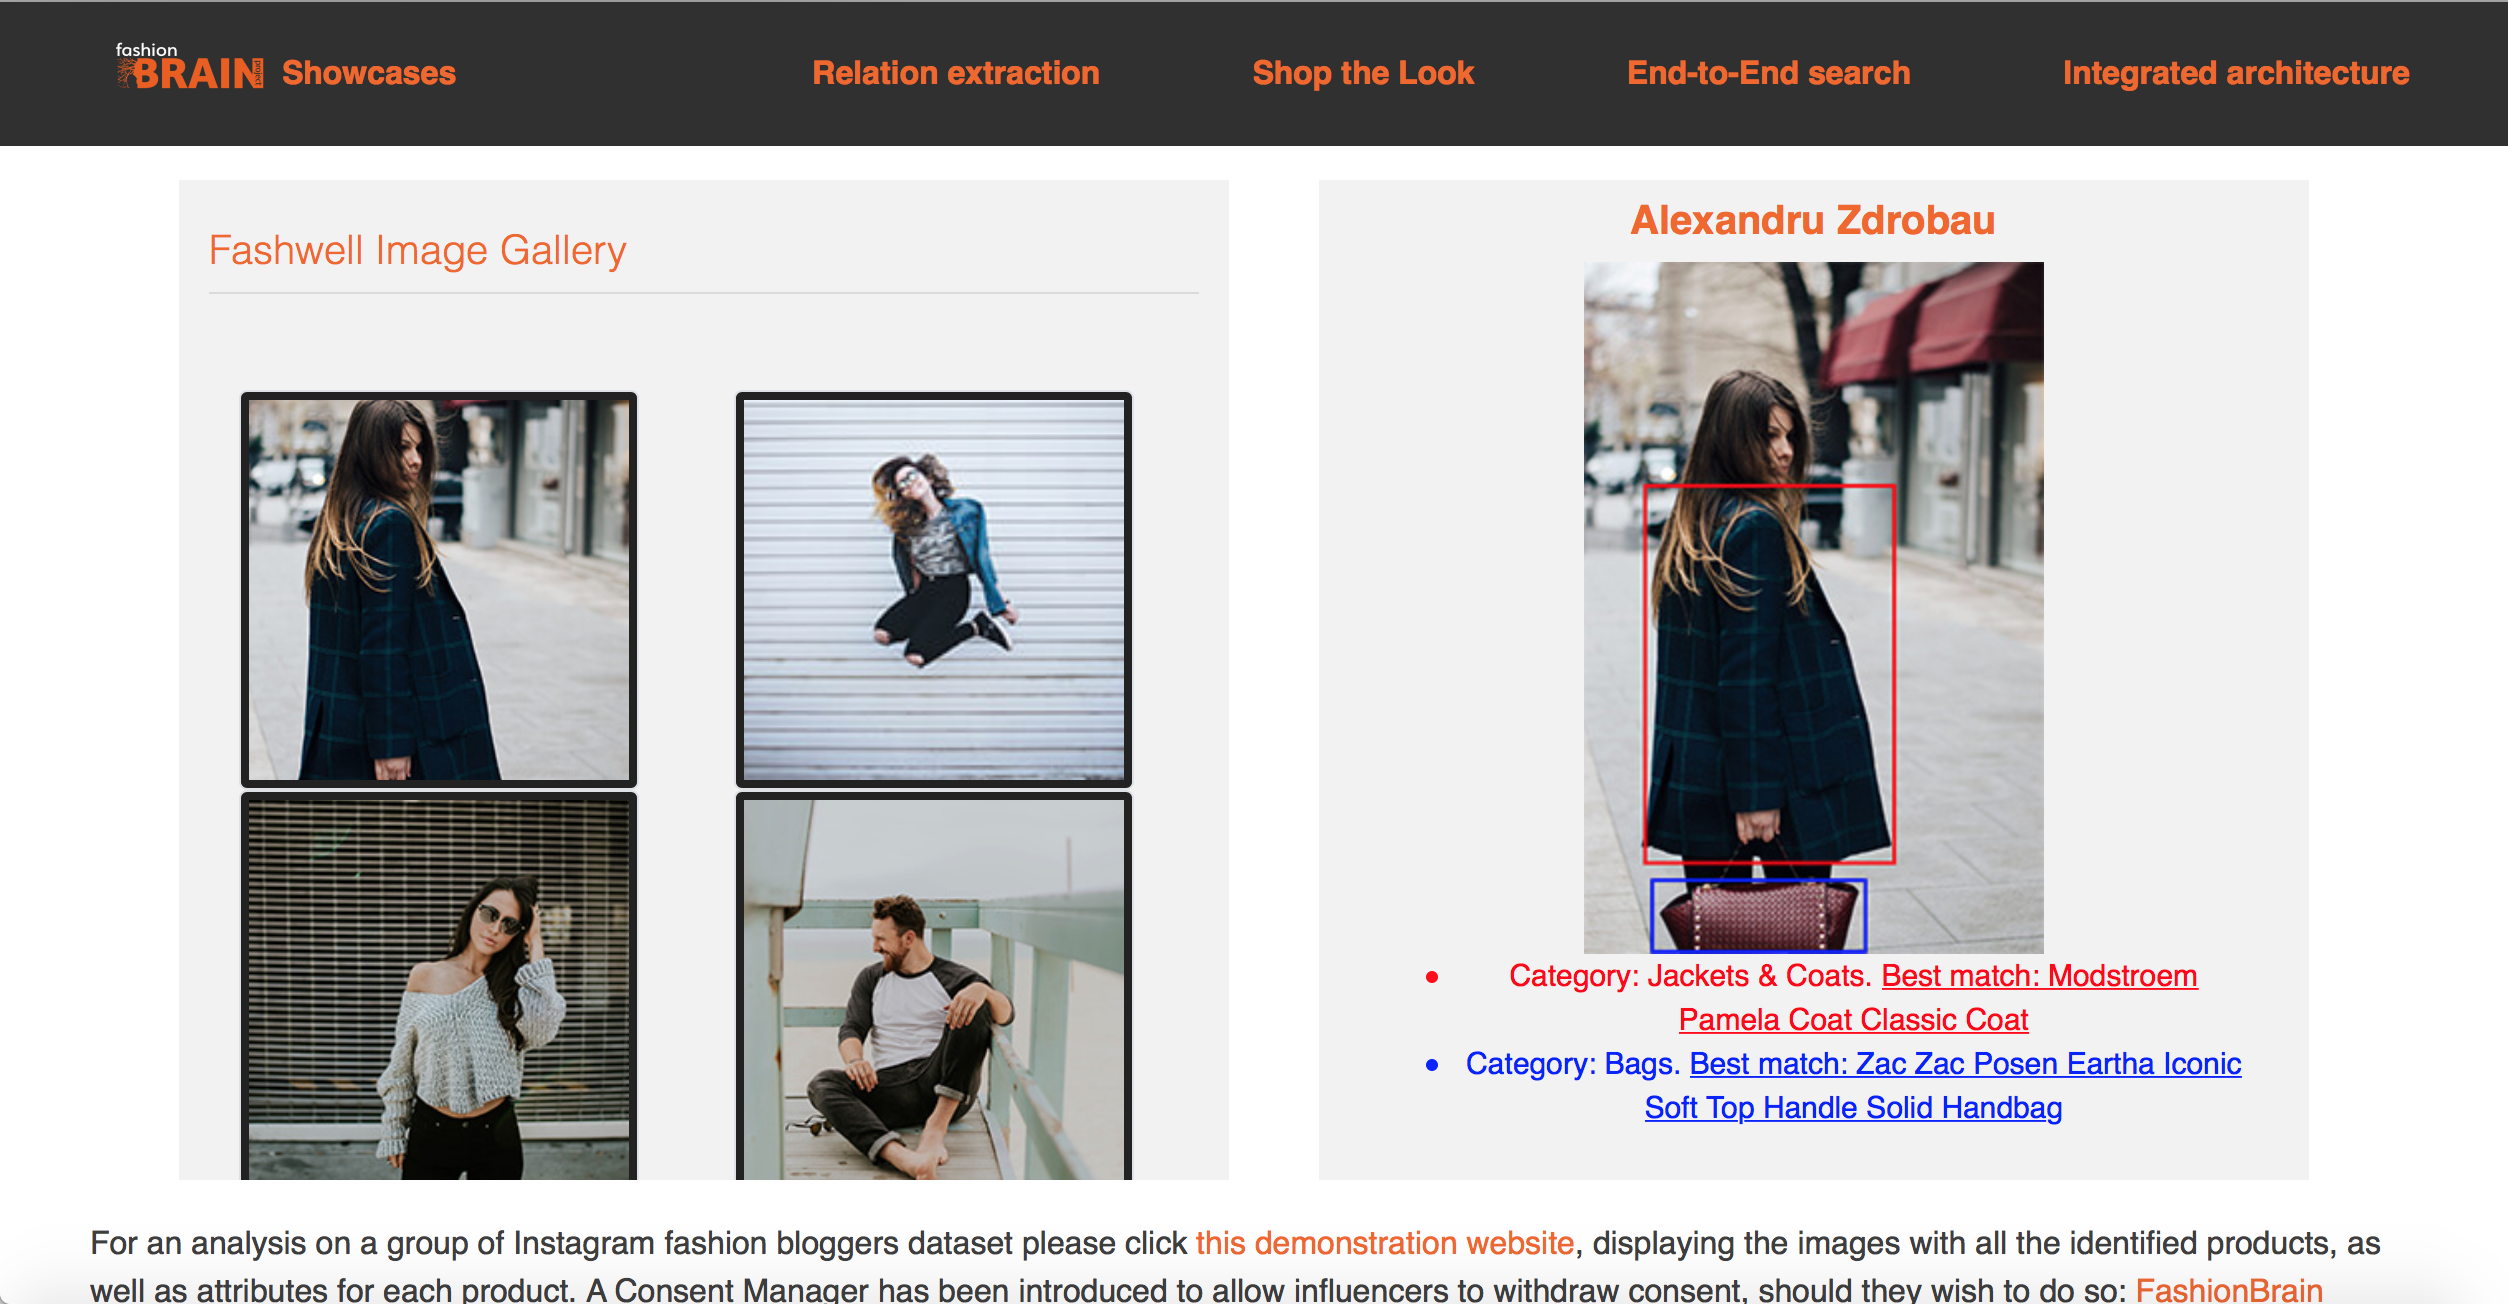 fashion
BRAIN project Showcases
Relation extraction
Shop the Look
End-to-End search
Integrated architecture
Fashwell Image Gallery
Alexandru Zdrobau
Category: Jackets & Coats. Best match: Modstroem
Pamela Coat Classic Coat
Category: Bags. Best match: Zac Zac Posen Eartha Iconic
Soft Top Handle Solid Handbag
For an analysis on a group of Instagram fashion bloggers dataset please click this demonstration website, displaying the images with all the identified products, as
well as attributes for each product. A Consent Manager has been introduced to allow influencers to withdraw consent, should they wish to do so: FashionBrain